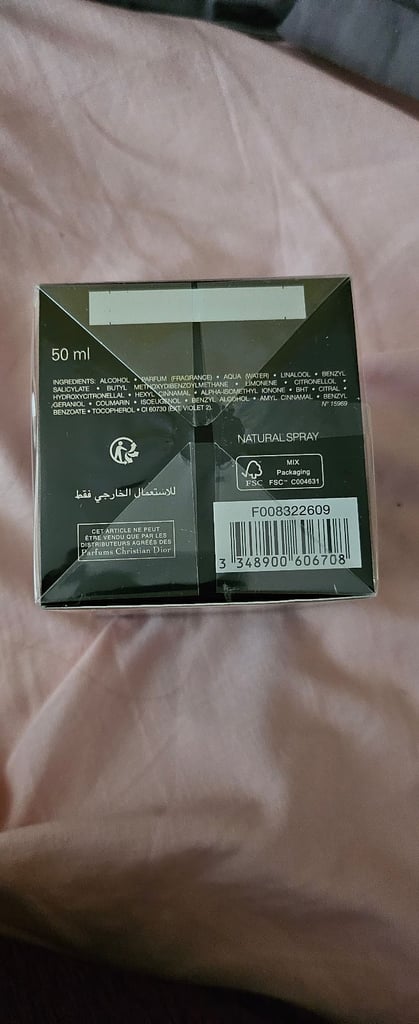 50 ml
INGREDIENTS: ALCOHOL • PARFUM (FRAGRANCE) • AQUA (WATER) • LINALOOL • BENZYL
SALICYLATE • BUTYL METHOXYDIBENZOYLMETHANE • LIMONENE • CITRONELLOL •
HYDROXYCITRONELLAL • HEXYL CINNAMAL • ALPHA-ISOMETHYL IONONE • BHT • CITRAL •
GERANIOL • COUMARIN • ISOEUGENOL • BENZYL ALCOHOL • AMYL CINNAMAL • BENZYL
BENZOATE • TOCOPHEROL • CI 60730 (EXT. VIOLET 2).
N° 15969
NATURAL SPRAY
FSC
MIX
Packaging
FSC™ C004631
للاستعمال الخارجي فقط
CET ARTICLE NE PEUT
ÊTRE VENDU QUE PAR LES
DISTRIBUTEURS AGRÉÉS DES
Parfums Christian Dior
F008322609
3 348900 606708